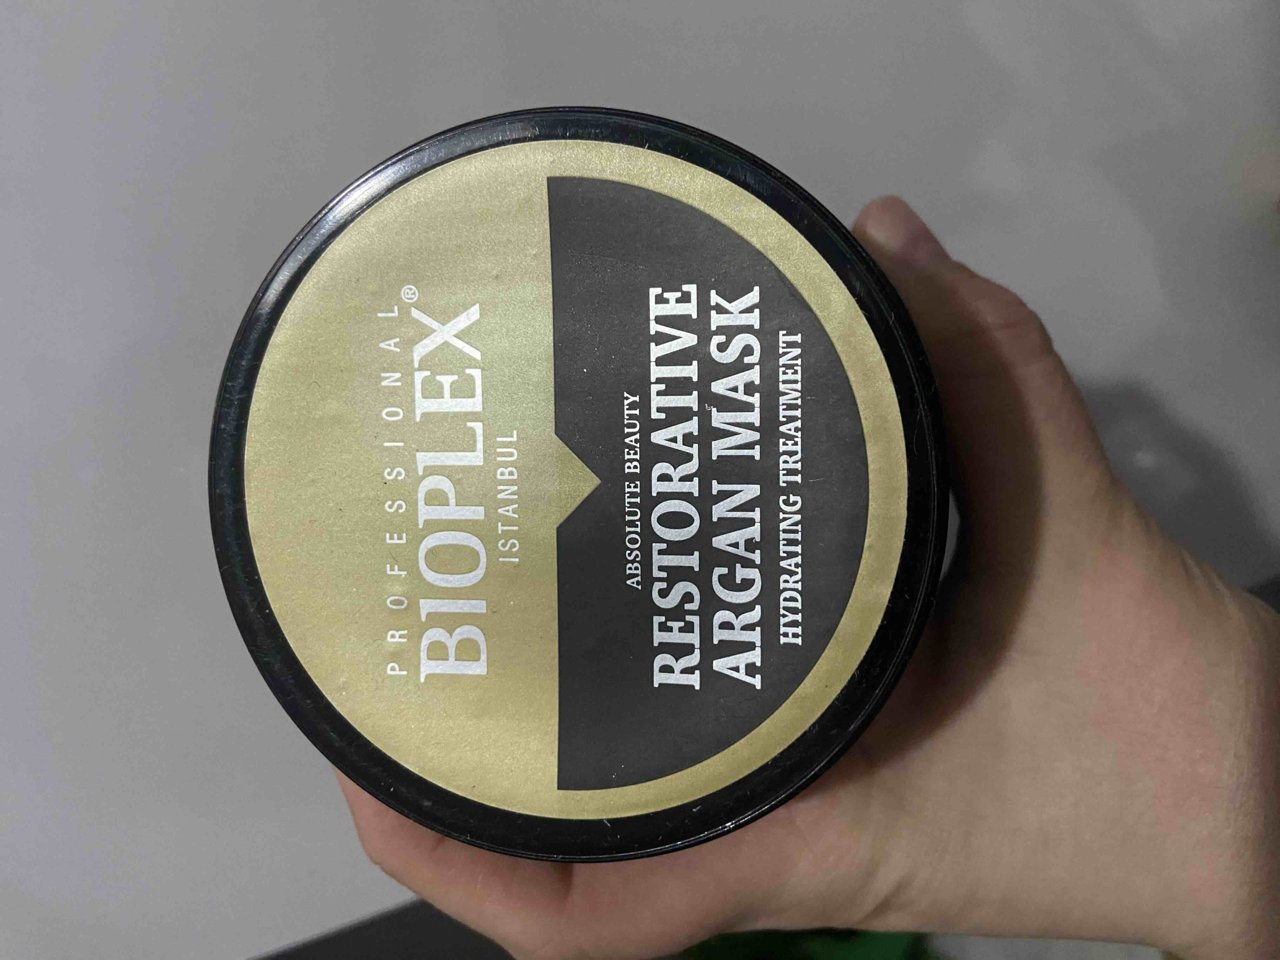 PROFESSIONAL
BIOPLEX®
ISTANBUL
ABSOLUTE BEAUTY
RESTORATIVE
ARGAN MASK
HYDRATING TREATMENT